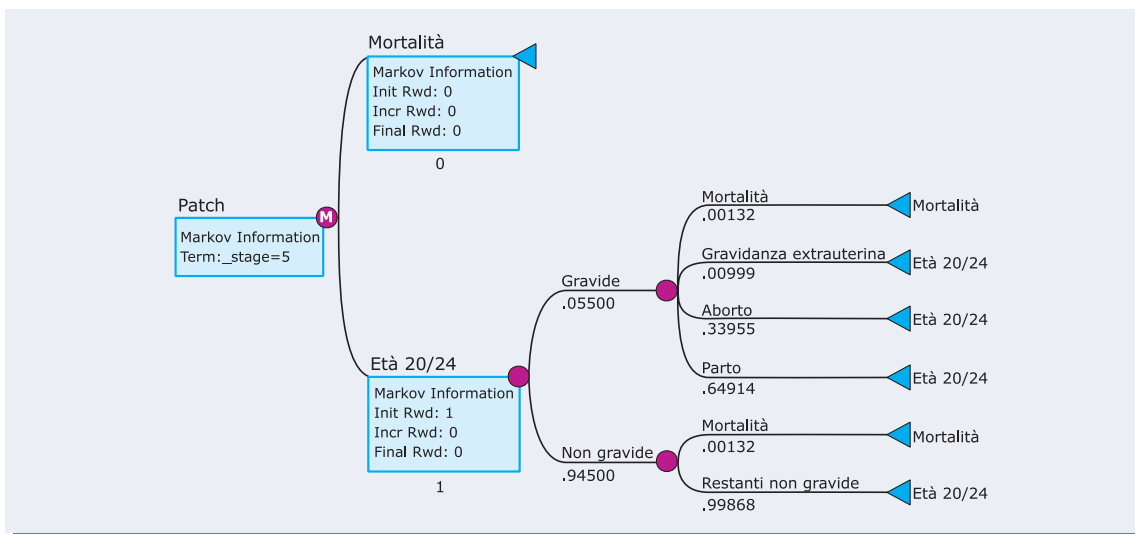 Mortalità
Markov Information
Init Rwd: 0
Incr Rwd: 0
Final Rwd: 0
0
Patch
M
Markov Information
Term:_stage=5
Età 20/24
Markov Information
Init Rwd: 1
Incr Rwd: 0
Final Rwd: 0
1
Gravide
.05500
Mortalità
.00132
Mortalità
Gravidanza extrauterina
.00999
Età 20/24
Aborto
.33955
Età 20/24
Parto
.64914
Età 20/24
Non gravide
.94500
Mortalità
.00132
Mortalità
Restanti non gravide
.99868
Età 20/24